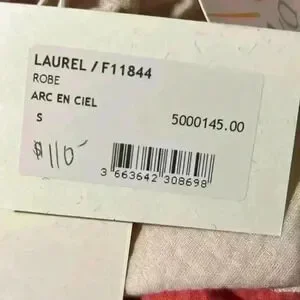 LAUREL / F11844
ROBE
ARC EN CIEL
S 5000145.00
$110
3 663642 308698